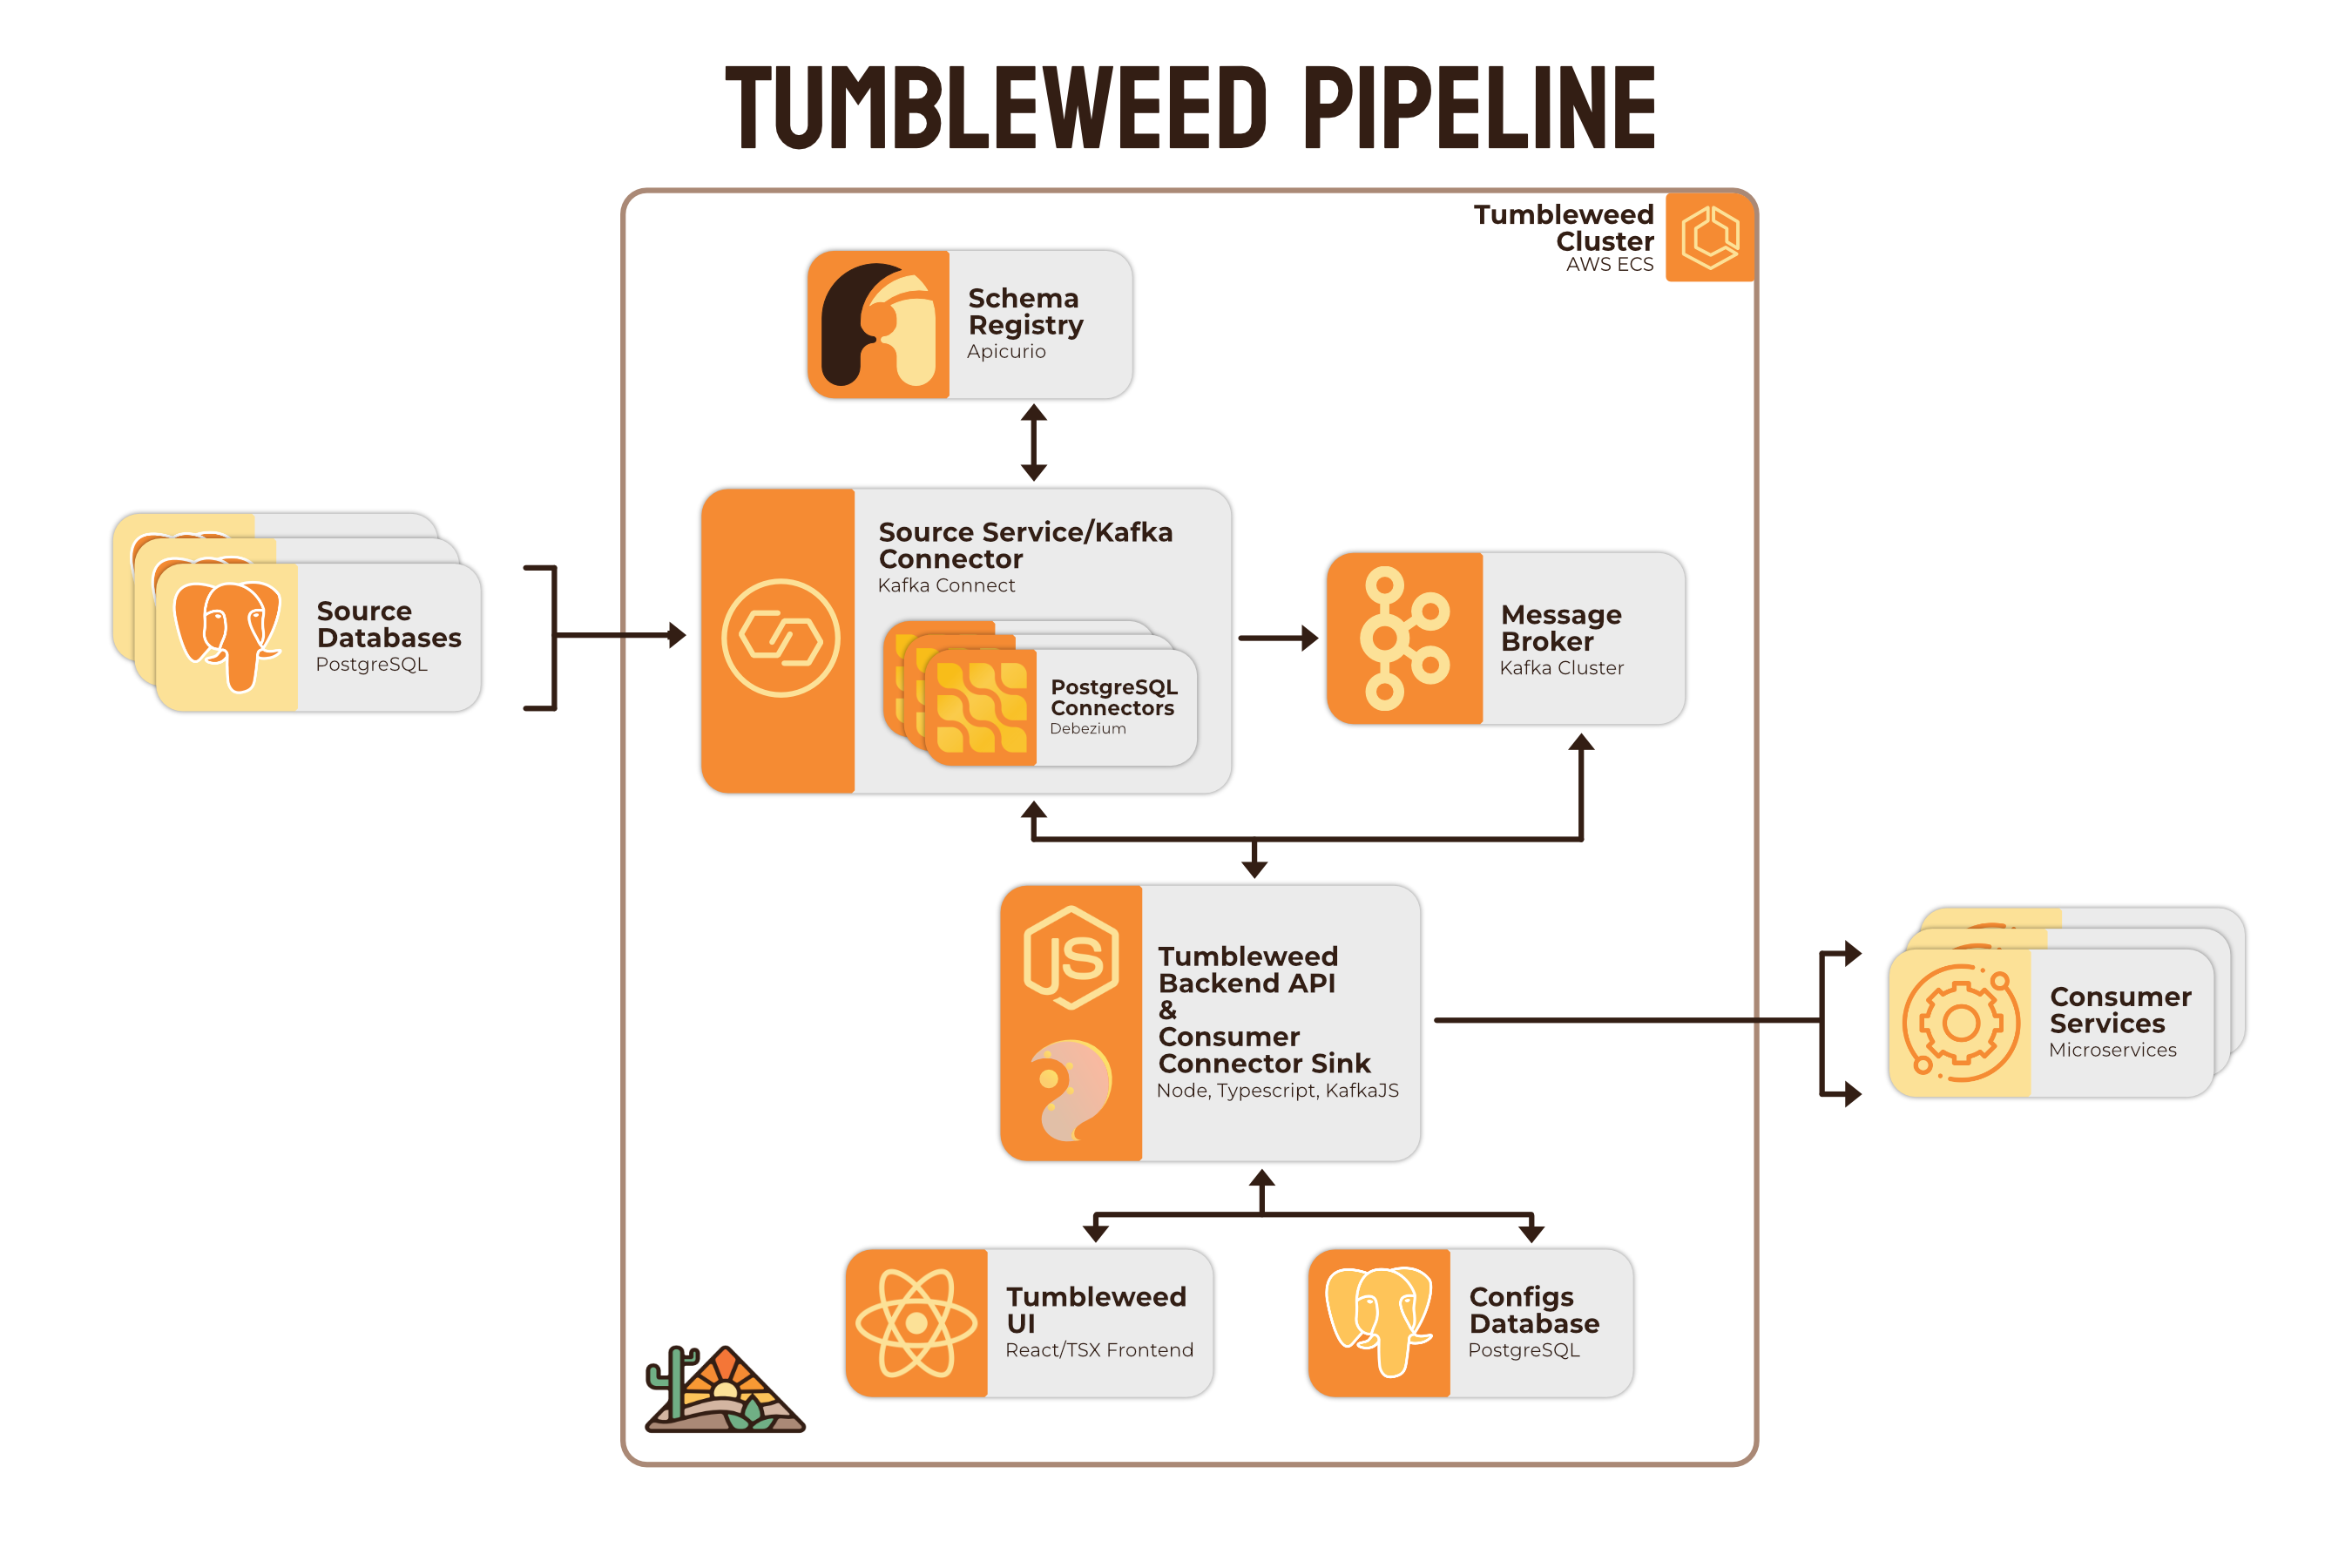 TUMBLEWEED PIPELINE
Tumbleweed
Cluster
AWS ECS
Schema
Registry
Apicurio
Source Service/Kafka
Connector
Kafka Connect
PostgreSQL
Connectors
Debezium
Source
Databases
PostgreSQL
Message
Broker
Kafka Cluster
JS
Tumbleweed
Backend API
&
Consumer
Connector Sink
Node, Typescript, KafkaJS
Consumer
Services
Microservices
Tumbleweed
UI
React/TSX Frontend
Configs
Database
PostgreSQL